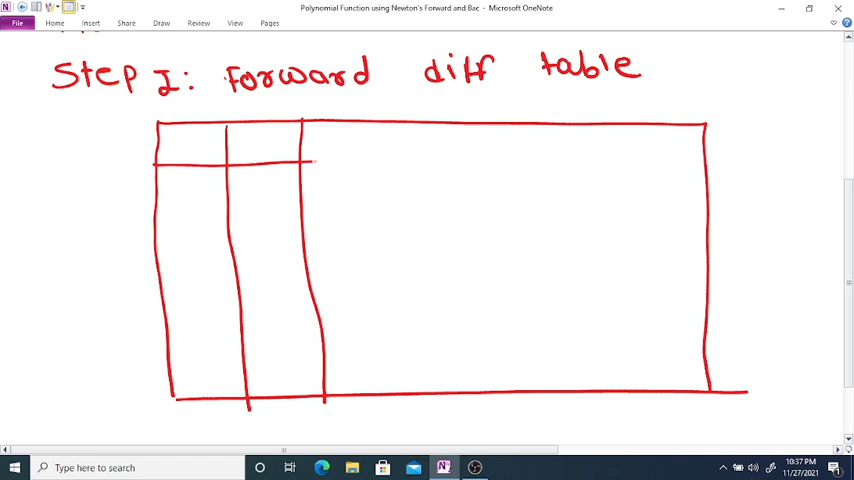 Polynomial Function using Newton's Forward and Bac - Microsoft OneNote
File Home Insert Share Draw Review View Pages
Step I: Forward diff table
Type here to search
10:37 PM
11/27/2021